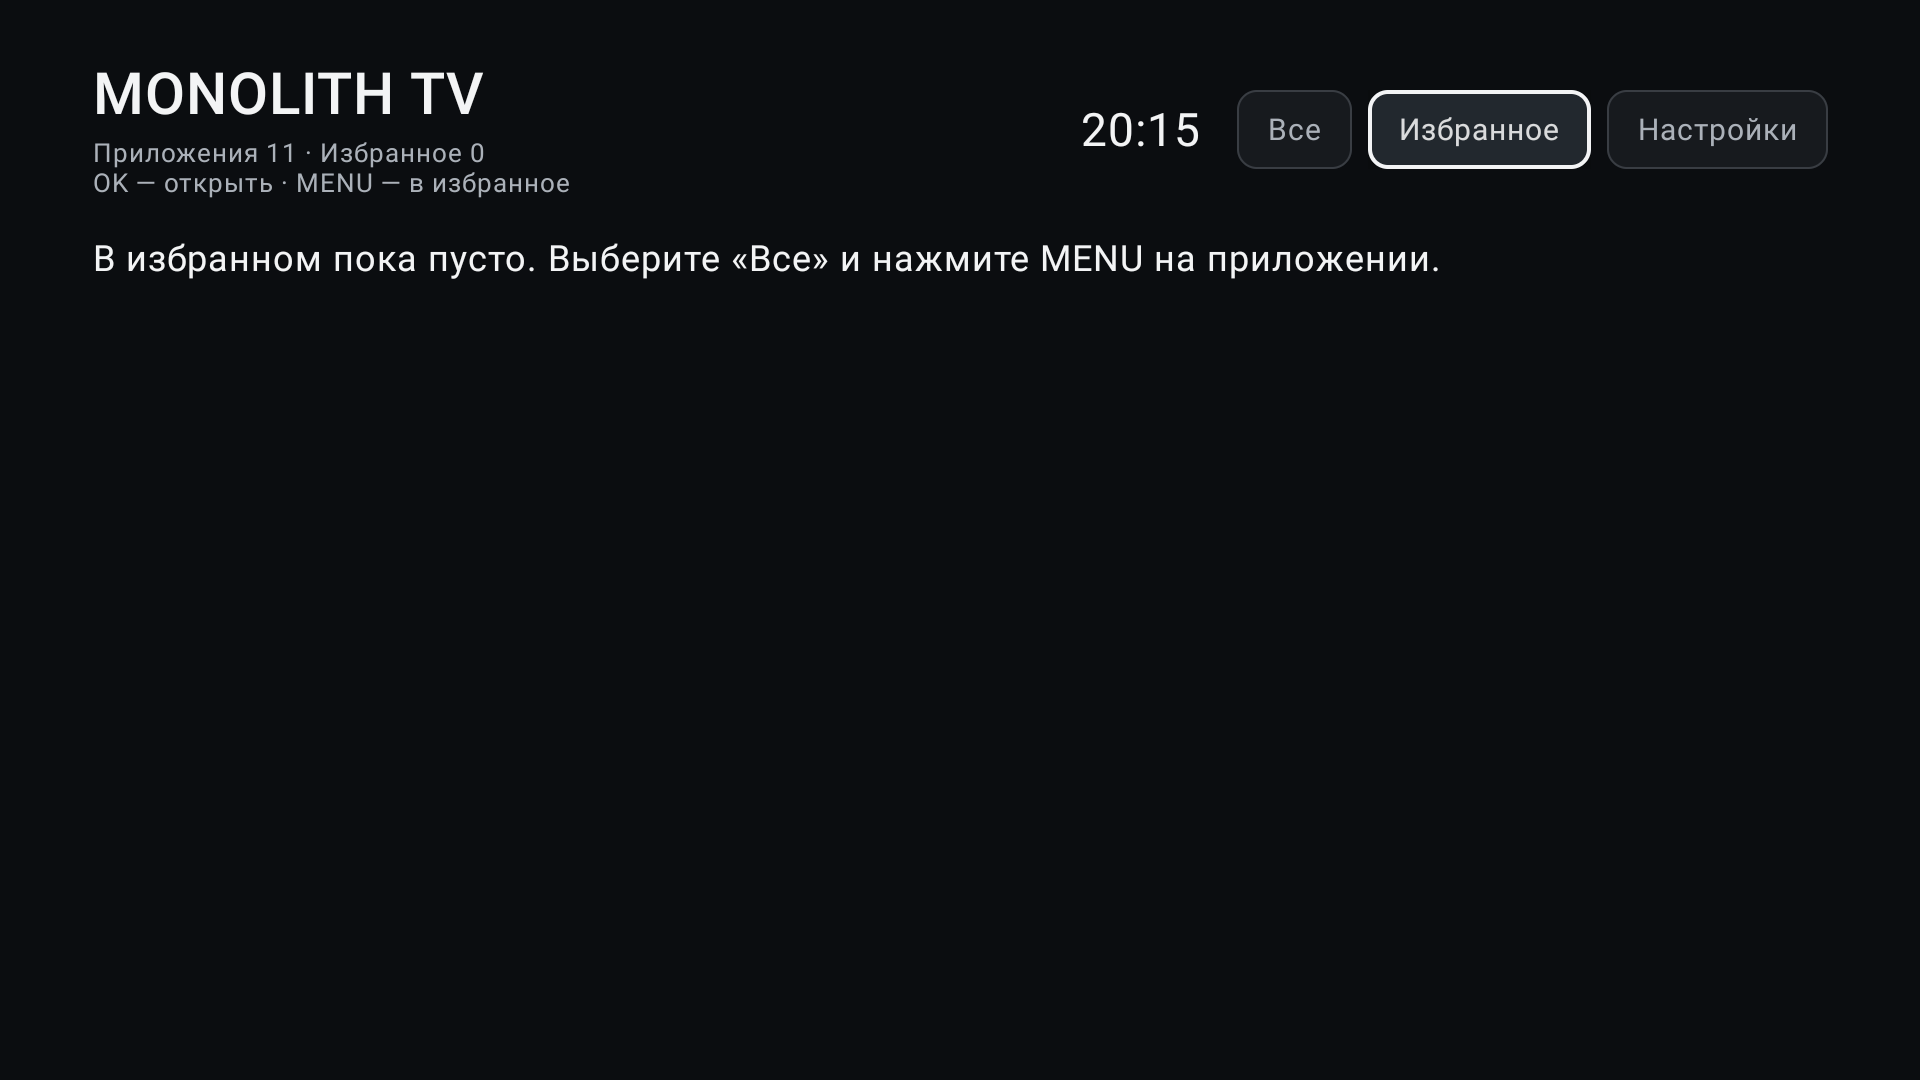 MONOLITH TV
Приложения 11 · Избранное 0
OK — открыть · MENU — в избранное
20:15
Все
Избранное
Настройки
В избранном пока пусто. Выберите «Все» и нажмите MENU на приложении.